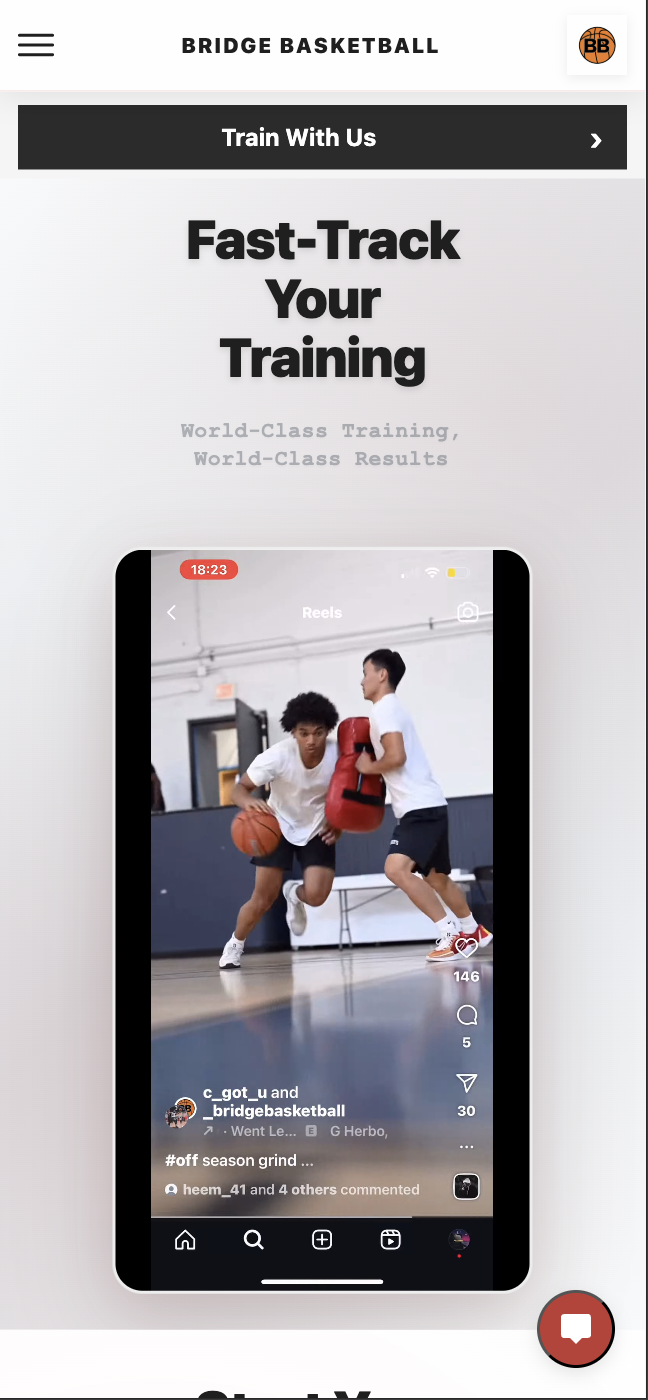 BRIDGE BASKETBALL
BB
Train With Us
Fast-Track
Your
Training
World-Class Training,
World-Class Results
18:23
Reels
146
5
30
c_got_u and
_bridgebasketball
· Went Le... E G Herbo,
#off season grind ...
heem_41 and 4 others commented